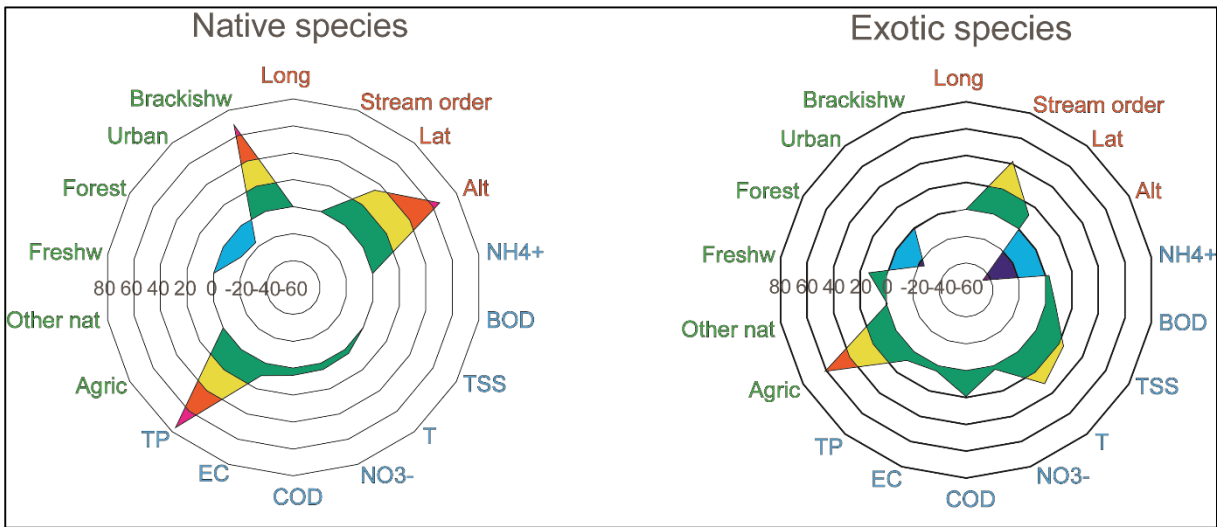 Native species
Long
Stream order
Lat
Alt
NH4+
BOD
TSS
T
NO3-
COD
EC
TP
Agric
Other nat
Freshw
Forest
Urban
Brackishw
80 60 40 20 0 -20-40-60
Exotic species
Long
Stream order
Lat
Alt
NH4+
BOD
TSS
T
NO3-
COD
EC
TP
Agric
Other nat
Freshw
Forest
Urban
Brackishw
80 60 40 20 0 -20-40-60